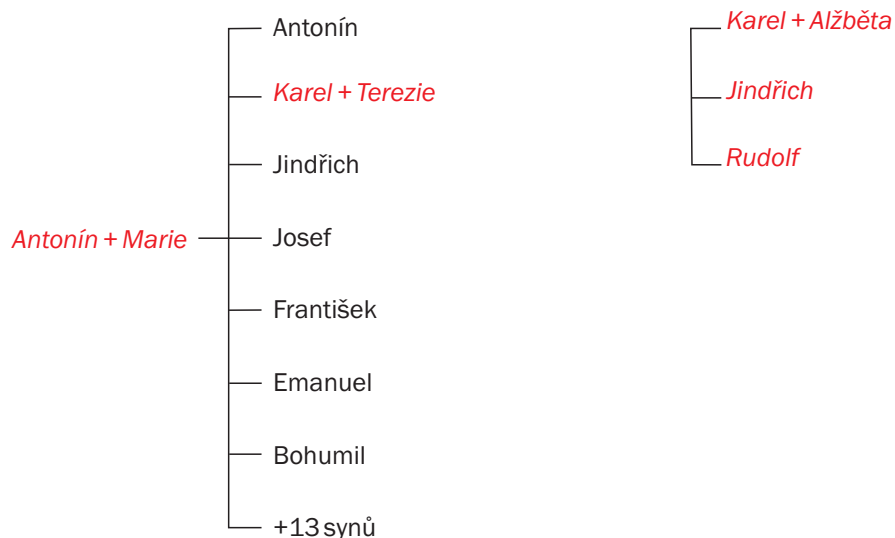 Antonín
Karel + Terezie
Jindřich
Josef
František
Emanuel
Bohumil
+13 synů
Antonín + Marie
Karel + Alžběta
Jindřich
Rudolf